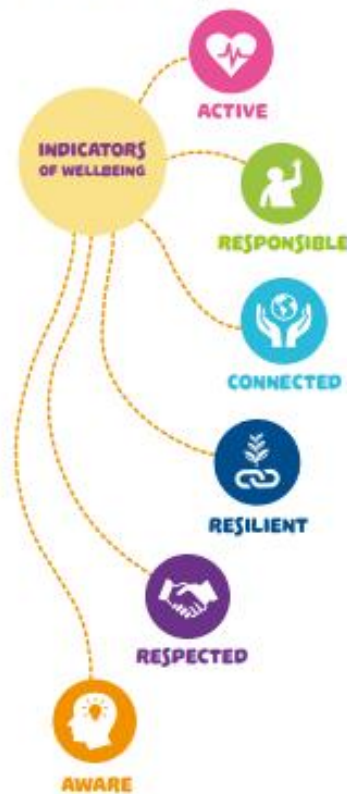 INDICATORS
OF WELLBEING
ACTIVE
RESPONSIBLE
CONNECTED
RESILIENT
RESPECTED
AWARE